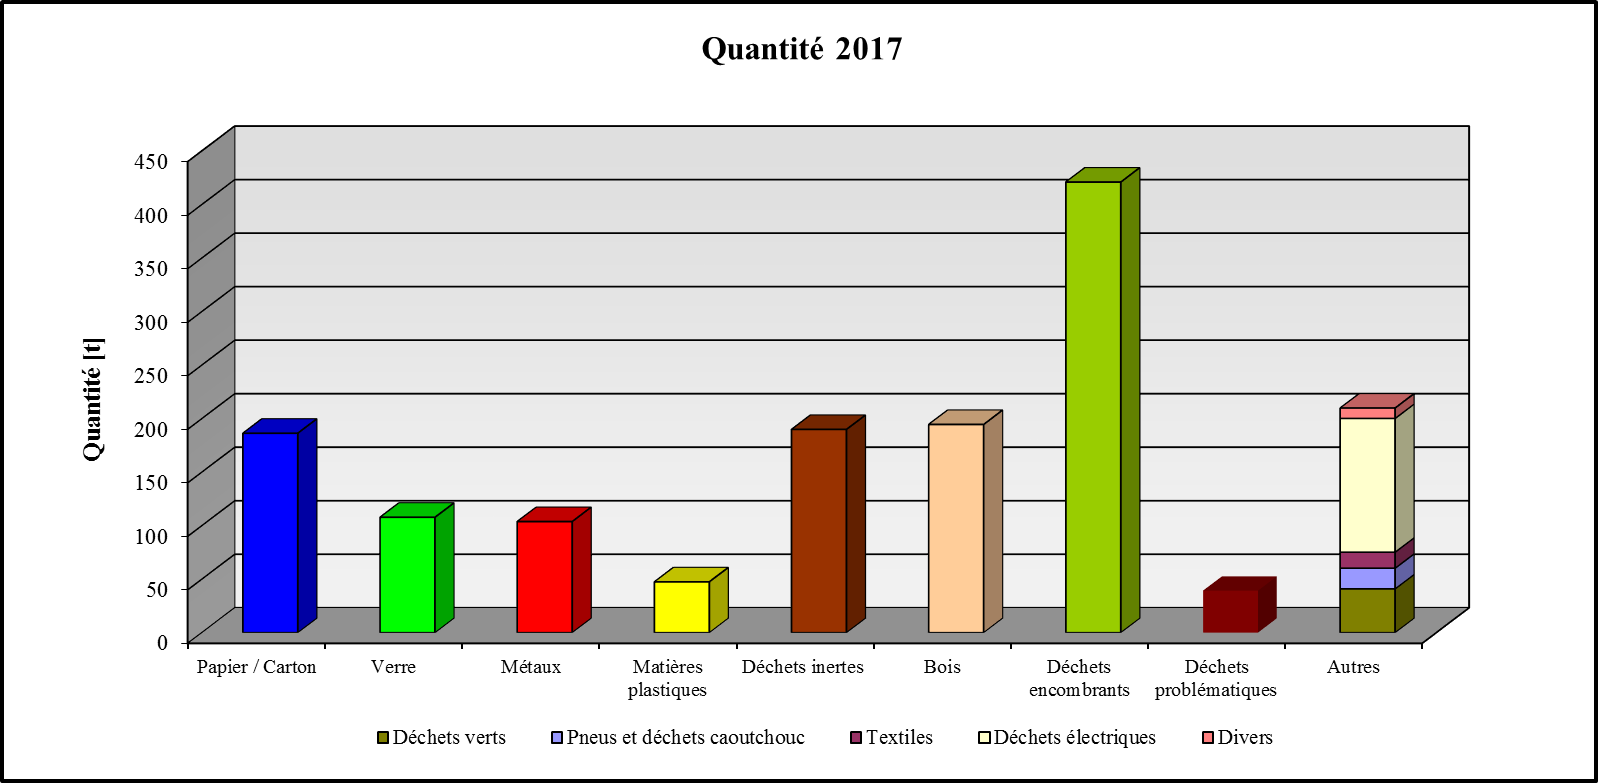 Quantité 2017
Quantité [t]
450
400
350
300
250
200
150
100
50
0
Papier / Carton
Verre
Métaux
Matières
plastiques
Déchets inertes
Bois
Déchets
encombrants
Déchets
problématiques
Autres
Déchets verts
Pneus et déchets caoutchouc
Textiles
Déchets électriques
Divers